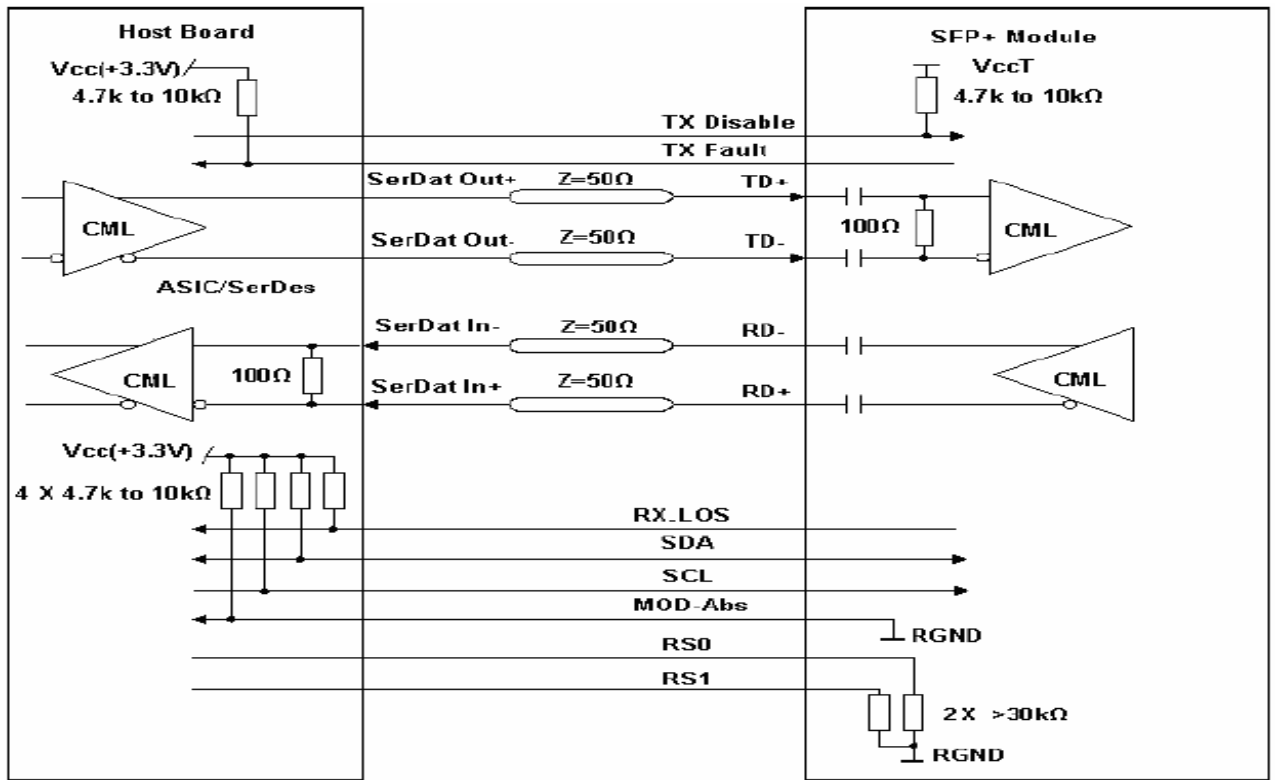 Host Board
SFP+ Module
Vcc(+3.3V)
4.7k to 10kΩ
VccT
4.7k to 10kΩ
TX Disable
TX Fault
SerDat Out+
Z=50Ω
TD+
CML
100Ω
CML
SerDat Out-
Z=50Ω
TD-
ASIC/SerDes
SerDat In-
Z=50Ω
RD-
CML
100Ω
SerDat In+
Z=50Ω
RD+
CML
Vcc(+3.3V)
4 X 4.7k to 10kΩ
RX_LOS
SDA
SCL
MOD-Abs
RGND
RS0
RS1
2X >30kΩ
RGND